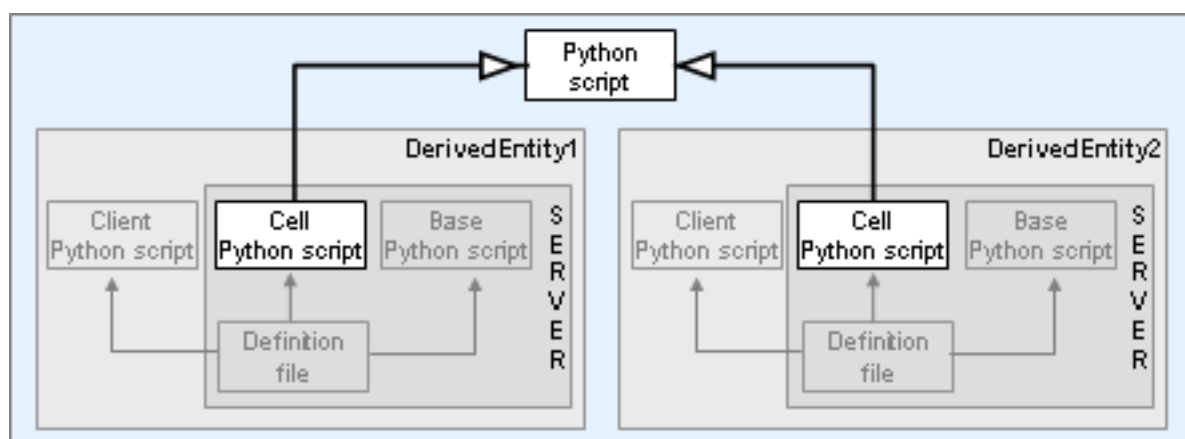 Python
script
DerivedEntity1
Client
Python script
Cell
Python script
Base
Python script
S
E
R
V
E
R
Definition
file
DerivedEntity2
Client
Python script
Cell
Python script
Base
Python script
S
E
R
V
E
R
Definition
file